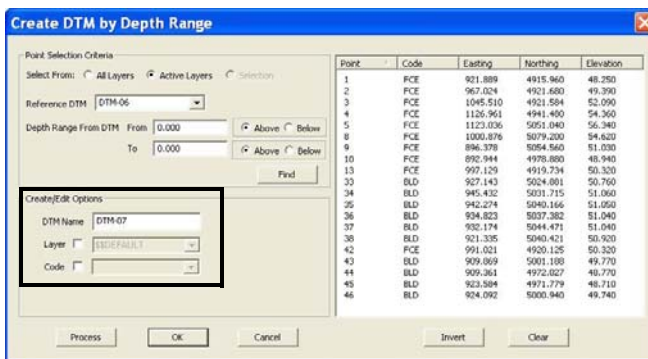 Create DTM by Depth Range
Point Selection Criteria
Select From: All Layers Active Layers Selection
Reference DTM DTM-06
Depth Range From DTM From 0.000 Above Below
To 0.000 Above Below
Find
Create/Edit Options
DTM Name DTM-07
Layer $$DEFAULT
Code
Process OK Cancel
Point Code Easting Northing Elevation
1 FCE 921.889 4915.960 48.250
2 FCE 967.024 4921.680 49.390
3 FCE 1045.510 4921.584 52.090
4 FCE 1126.961 4941.480 54.360
5 FCE 1123.036 5051.040 56.340
8 FCE 1000.876 5079.200 54.620
9 FCE 896.378 5054.560 51.030
10 FCE 892.944 4978.880 48.940
13 FCE 997.129 4919.734 50.320
33 BLD 927.143 5024.801 50.760
34 BLD 945.432 5031.715 51.060
35 BLD 942.274 5040.166 51.050
36 BLD 934.823 5037.382 51.040
37 BLD 932.174 5044.471 51.040
38 BLD 921.335 5040.421 50.920
42 FCE 991.021 4920.125 50.320
43 BLD 909.869 5001.188 49.770
44 BLD 909.361 4972.027 48.770
45 BLD 923.584 4971.779 48.710
46 BLD 924.092 5000.940 49.740
Invert Clear